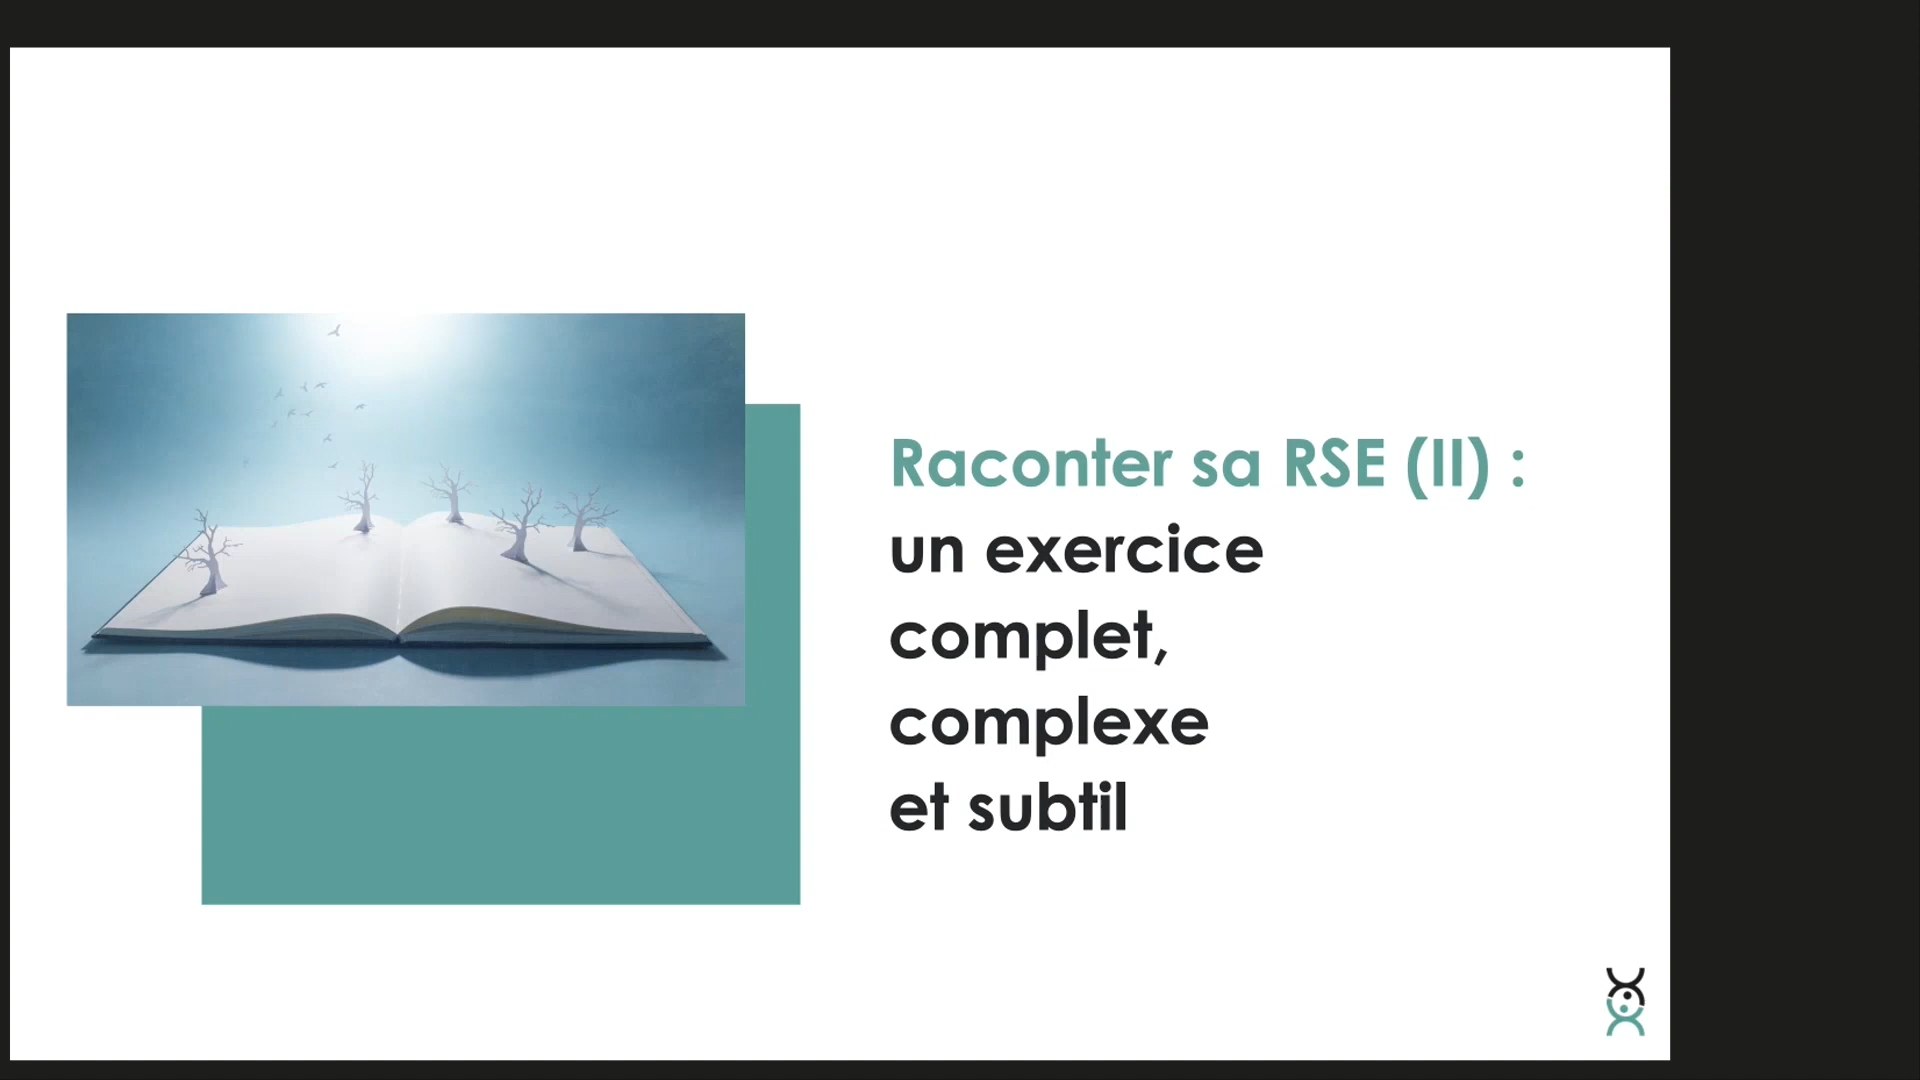 Raconter sa RSE (II) :
un exercice
complet,
complexe
et subtil